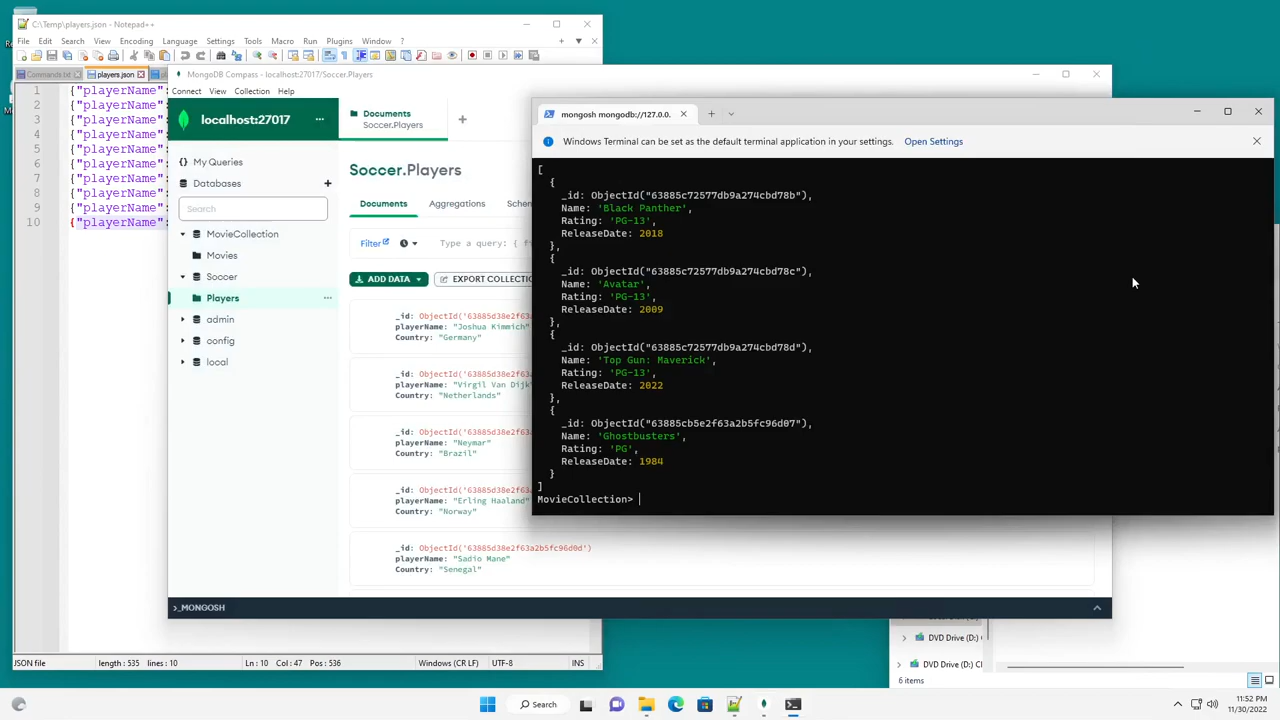 C:\Temp\players.json - Notepad++
File Edit Search View Encoding Language Settings Tools Macro Run Plugins Window ?
Commands.txt players.json
1 {"playerName":
2 {"playerName":
3 {"playerName":
4 {"playerName":
5 {"playerName":
6 {"playerName":
7 {"playerName":
8 {"playerName":
9 {"playerName":
10 {"playerName":
JSON file length : 535 lines : 10 Ln : 10 Col : 47 Pos : 536 Windows (CR LF) UTF-8 INS
MongoDB Compass - localhost:27017/Soccer.Players
Connect View Collection Help
localhost:27017 ...
My Queries
Databases +
Search
MovieCollection
Movies
Soccer
Players ...
admin
config
local
Documents
Soccer.Players
+
Soccer.Players
Documents Aggregations Schem
Filter Type a query: {
ADD DATA EXPORT COLLECTIO
_id: ObjectId('63885d38e2f63a
playerName: "Joshua Kimmich"
Country: "Germany"
_id: ObjectId('63885d38e2f63a
playerName: "Virgil Van Dijk"
Country: "Netherlands"
_id: ObjectId('63885d38e2f63a
playerName: "Neymar"
Country: "Brazil"
_id: ObjectId('63885d38e2f63a
playerName: "Erling Haaland"
Country: "Norway"
_id: ObjectId('63885d38e2f63a2b5fc96d0d')
playerName: "Sadio Mane"
Country: "Senegal"
>_MONGOSH
mongosh mongodb://127.0.0.
Windows Terminal can be set as the default terminal application in your settings. Open Settings
[
{
_id: ObjectId("63885c72577db9a274cbd78b"),
Name: 'Black Panther',
Rating: 'PG-13',
ReleaseDate: 2018
},
{
_id: ObjectId("63885c72577db9a274cbd78c"),
Name: 'Avatar',
Rating: 'PG-13',
ReleaseDate: 2009
},
{
_id: ObjectId("63885c72577db9a274cbd78d"),
Name: 'Top Gun: Maverick',
Rating: 'PG-13',
ReleaseDate: 2022
},
{
_id: ObjectId("63885cb5e2f63a2b5fc96d07"),
Name: 'Ghostbusters',
Rating: 'PG',
ReleaseDate: 1984
}
]
MovieCollection>
DVD Drive (D:)
DVD Drive (D:) C
6 items
Search
11:52 PM
11/30/2022